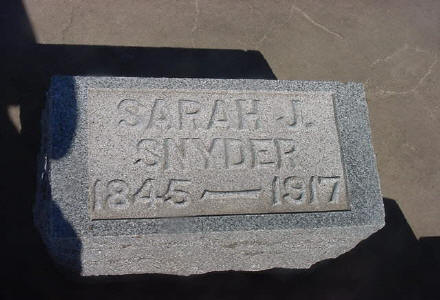 SARAH J.
SNYDER
1845 — 1917